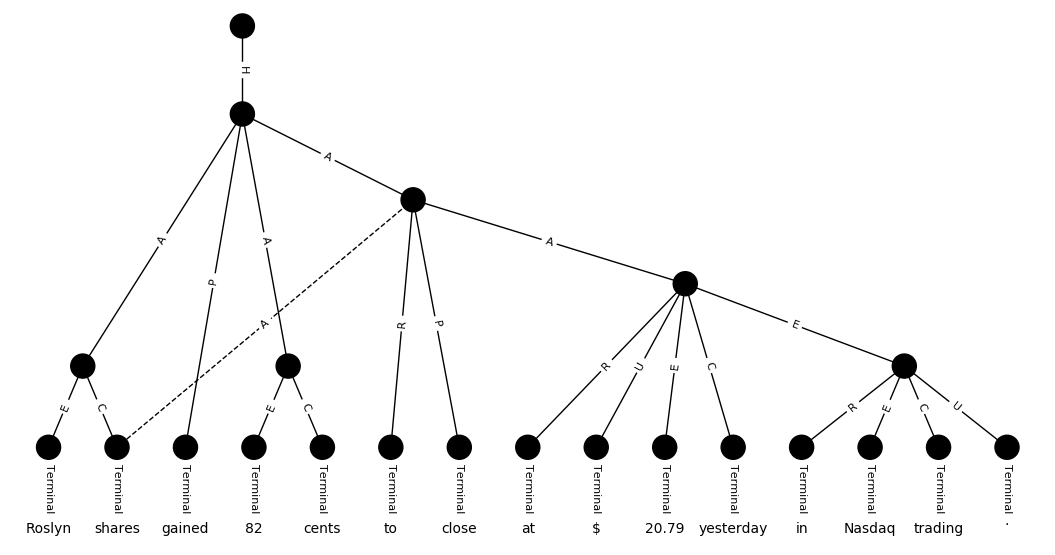 H
A
A A
P
A R P
R U E C
E
E C E C
R E C U
Terminal Terminal Terminal Terminal Terminal Terminal Terminal Terminal Terminal Terminal Terminal Terminal Terminal Terminal Terminal
Roslyn shares gained 82 cents to close at $ 20.79 yesterday in Nasdaq trading .